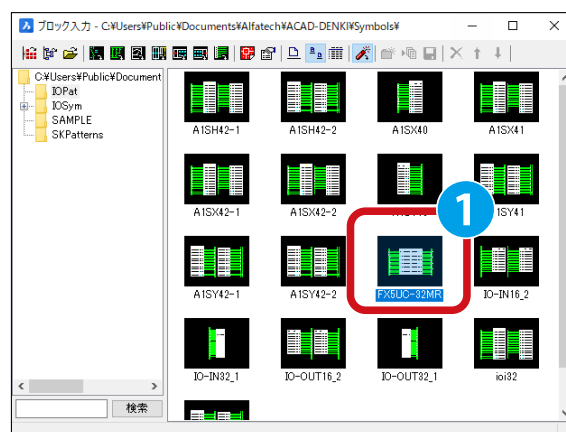 ブロック入力 - C:¥Users¥Public¥Documents¥Alfatech¥ACAD-DENKI¥Symbols¥
C:¥Users¥Public¥Document
IOPat
IOSym
SAMPLE
SKPatterns
A1SH42-1
A1SH42-2
A1SX40
A1SX41
A1SX42-1
A1SX42-2
1
1SY41
A1SY42-1
A1SY42-2
FX5UC-32MR
IO-IN16_2
IO-IN32_1
IO-OUT16_2
IO-OUT32_1
ioi32
検索